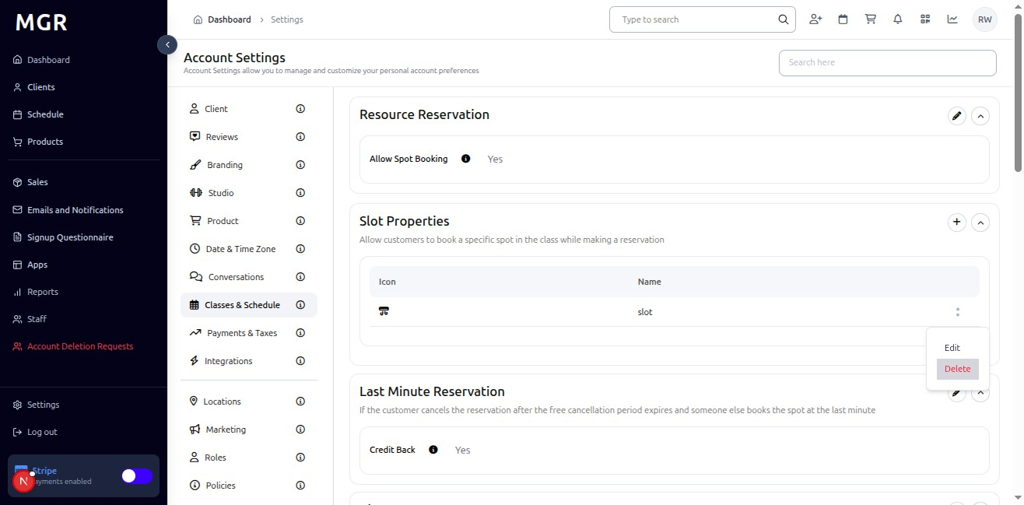 MGR
Dashboard
Clients
Schedule
Products
Sales
Emails and Notifications
Signup Questionnaire
Apps
Reports
Staff
Account Deletion Requests
Settings
Log out
Stripe
ayments enabled
N
Dashboard > Settings
Type to search
RW
Account Settings
Account Settings allow you to manage and customize your personal account preferences
Search here
Client
Reviews
Branding
Studio
Product
Date & Time Zone
Conversations
Classes & Schedule
Payments & Taxes
Integrations
Locations
Marketing
Roles
Policies
Resource Reservation
Allow Spot Booking Yes
Slot Properties
Allow customers to book a specific spot in the class while making a reservation
Icon Name
slot
Edit
Delete
Last Minute Reservation
If the customer cancels the reservation after the free cancellation period expires and someone else books the spot at the last minute
Credit Back Yes